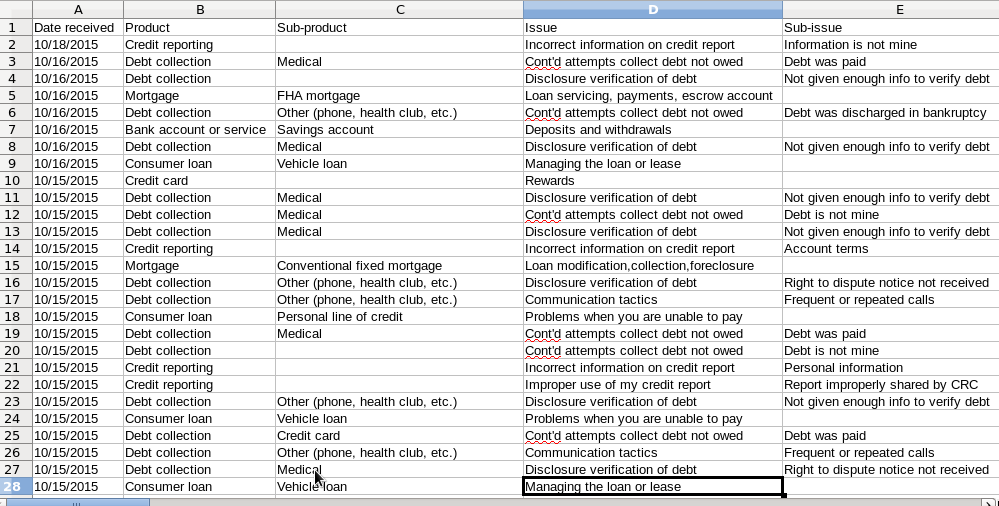 A B C D E
1 Date received Product Sub-product Issue Sub-issue
2 10/18/2015 Credit reporting Incorrect information on credit report Information is not mine
3 10/16/2015 Debt collection Medical Cont'd attempts collect debt not owed Debt was paid
4 10/16/2015 Debt collection Disclosure verification of debt Not given enough info to verify debt
5 10/16/2015 Mortgage FHA mortgage Loan servicing, payments, escrow account
6 10/16/2015 Debt collection Other (phone, health club, etc.) Cont'd attempts collect debt not owed Debt was discharged in bankruptcy
7 10/16/2015 Bank account or service Savings account Deposits and withdrawals
8 10/16/2015 Debt collection Medical Disclosure verification of debt Not given enough info to verify debt
9 10/16/2015 Consumer loan Vehicle loan Managing the loan or lease
10 10/15/2015 Credit card Rewards
11 10/15/2015 Debt collection Medical Disclosure verification of debt Not given enough info to verify debt
12 10/15/2015 Debt collection Medical Cont'd attempts collect debt not owed Debt is not mine
13 10/15/2015 Debt collection Medical Disclosure verification of debt Not given enough info to verify debt
14 10/15/2015 Credit reporting Incorrect information on credit report Account terms
15 10/15/2015 Mortgage Conventional fixed mortgage Loan modification,collection,foreclosure
16 10/15/2015 Debt collection Other (phone, health club, etc.) Disclosure verification of debt Right to dispute notice not received
17 10/15/2015 Debt collection Other (phone, health club, etc.) Communication tactics Frequent or repeated calls
18 10/15/2015 Consumer loan Personal line of credit Problems when you are unable to pay
19 10/15/2015 Debt collection Medical Cont'd attempts collect debt not owed Debt was paid
20 10/15/2015 Debt collection Cont'd attempts collect debt not owed Debt is not mine
21 10/15/2015 Credit reporting Incorrect information on credit report Personal information
22 10/15/2015 Credit reporting Improper use of my credit report Report improperly shared by CRC
23 10/15/2015 Debt collection Other (phone, health club, etc.) Disclosure verification of debt Not given enough info to verify debt
24 10/15/2015 Consumer loan Vehicle loan Problems when you are unable to pay
25 10/15/2015 Debt collection Credit card Cont'd attempts collect debt not owed Debt was paid
26 10/15/2015 Debt collection Other (phone, health club, etc.) Communication tactics Frequent or repeated calls
27 10/15/2015 Debt collection Medical Disclosure verification of debt Right to dispute notice not received
28 10/15/2015 Consumer loan Vehicle loan Managing the loan or lease